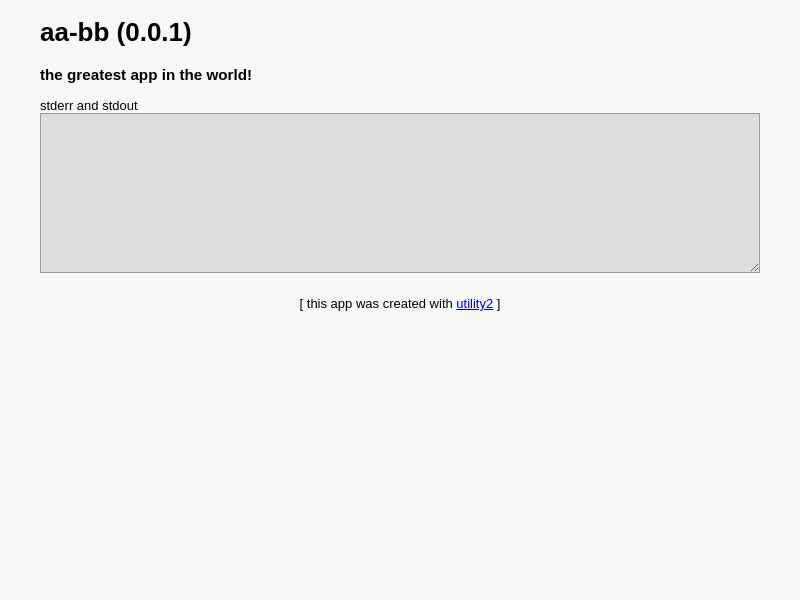 aa-bb (0.0.1)
the greatest app in the world!
stderr and stdout
[ this app was created with utility2 ]